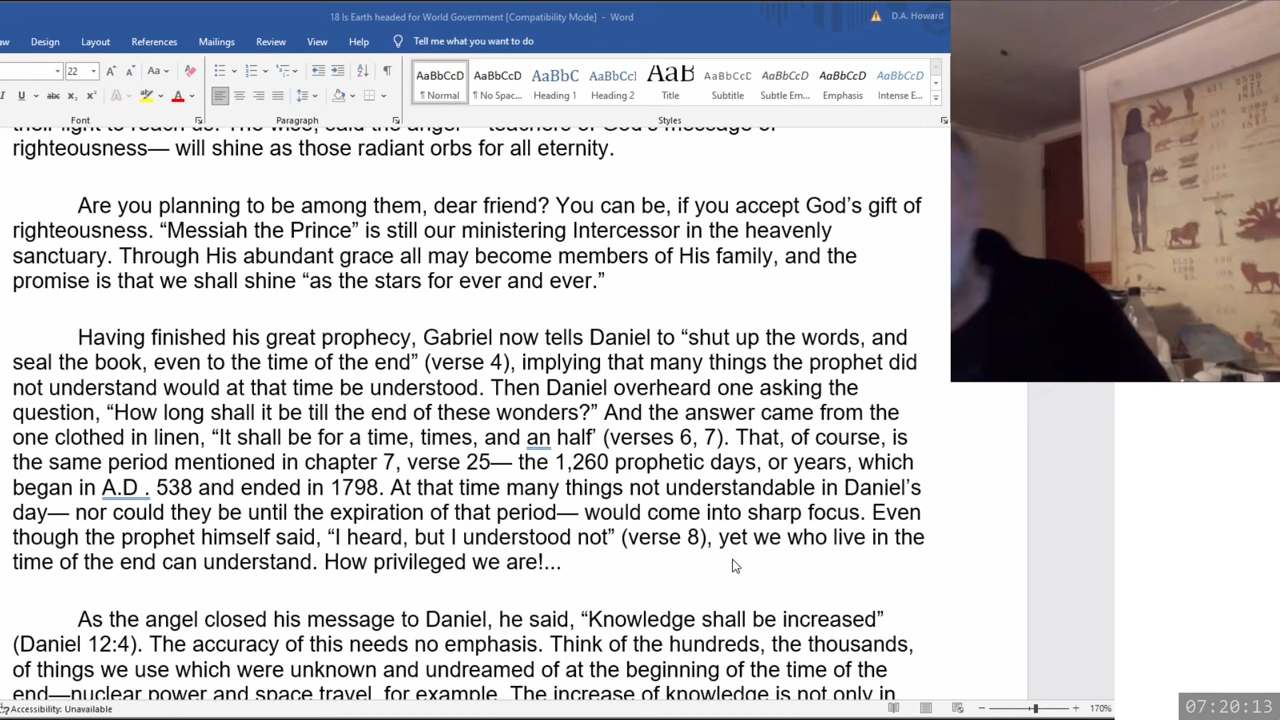 18 Is Earth headed for World Government [Compatibility Mode] - Word
D.A. Howard
Design Layout References Mailings Review View Help Tell me what you want to do
22
AaBbCcD AaBbCcD AaBbC AaBbCcI AaB AaBbCcD AaBbCcD AaBbCcD AaBbCcD
¶ Normal ¶ No Spac... Heading 1 Heading 2 Title Subtitle Subtle Em... Emphasis Intense E...
Paragraph Styles
righteousness— will shine as those radiant orbs for all eternity.
Are you planning to be among them, dear friend? You can be, if you accept God's gift of
righteousness. “Messiah the Prince” is still our ministering Intercessor in the heavenly
sanctuary. Through His abundant grace all may become members of His family, and the
promise is that we shall shine “as the stars for ever and ever.”
Having finished his great prophecy, Gabriel now tells Daniel to “shut up the words, and
seal the book, even to the time of the end” (verse 4), implying that many things the prophet did
not understand would at that time be understood. Then Daniel overheard one asking the
question, “How long shall it be till the end of these wonders?” And the answer came from the
one clothed in linen, “It shall be for a time, times, and an half’ (verses 6, 7). That, of course, is
the same period mentioned in chapter 7, verse 25— the 1,260 prophetic days, or years, which
began in A.D . 538 and ended in 1798. At that time many things not understandable in Daniel’s
day— nor could they be until the expiration of that period— would come into sharp focus. Even
though the prophet himself said, “I heard, but I understood not” (verse 8), yet we who live in the
time of the end can understand. How privileged we are!...
As the angel closed his message to Daniel, he said, “Knowledge shall be increased”
(Daniel 12:4). The accuracy of this needs no emphasis. Think of the hundreds, the thousands,
of things we use which were unknown and undreamed of at the beginning of the time of the
end—nuclear power and space travel, for example. The increase of knowledge is not only in
Accessibility: Unavailable
170%
07:20:13